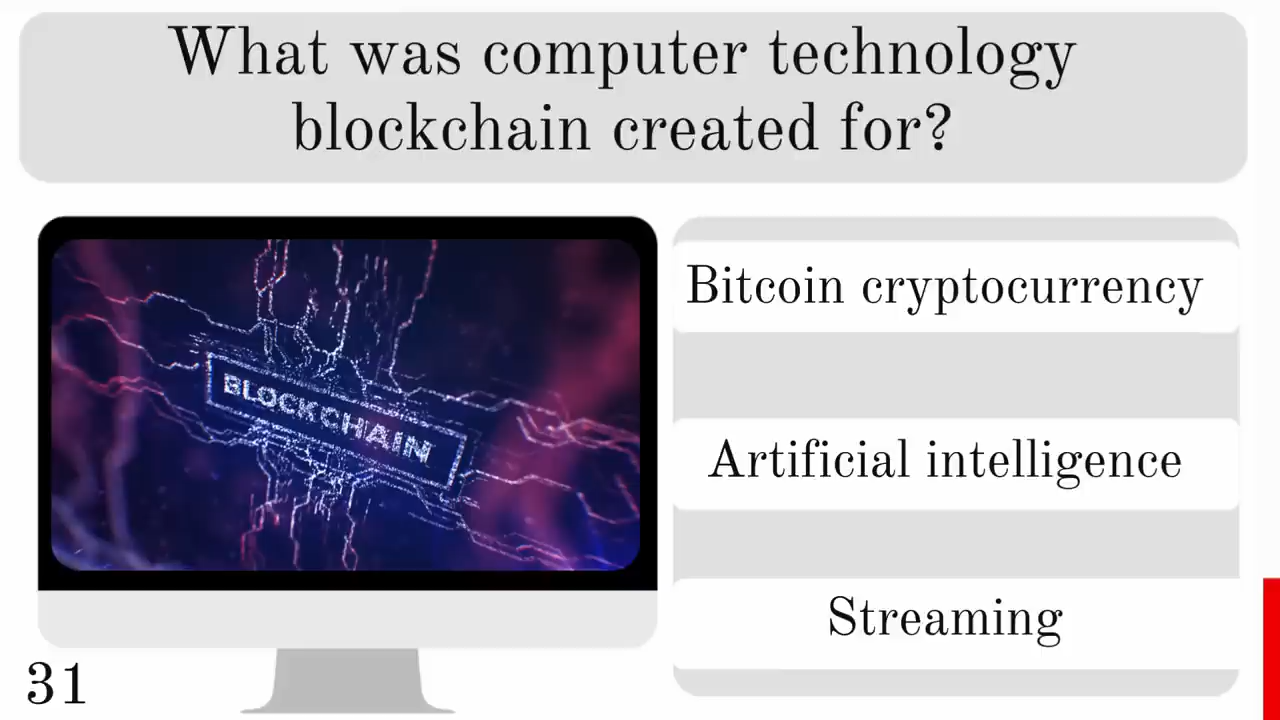 What was computer technology
blockchain created for?
BLOCKCHAIN
Bitcoin cryptocurrency
Artificial intelligence
Streaming
31